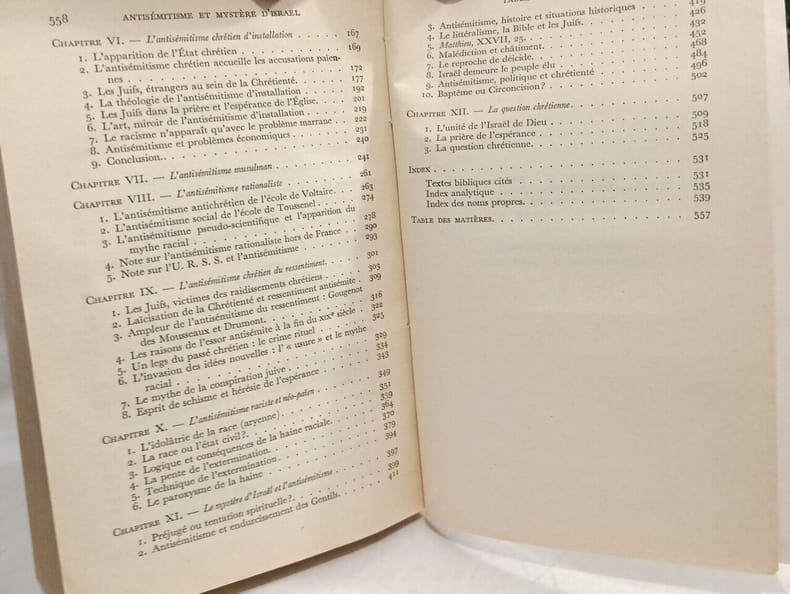 558 ANTISÉMITISME ET MYSTÈRE D'ISRAEL
CHAPITRE VI. — L'antisémitisme chrétien d'installation . . . . . 167
1. L'apparition de l'État chrétien . . . . . 169
2. L'antisémitisme chrétien accueille les accusations païen-
nes . . . . . 172
3. Les Juifs, étrangers au sein de la Chrétienté. . . . . 177
4. La théologie de l'antisémitisme d'installation . . . . . 192
5. Les Juifs dans la prière et l'espérance de l'Église. . . . . 201
6. L'art, miroir de l'antisémitisme d'installation . . . . . 219
7. Le racisme n'apparaît qu'avec le problème marrane . . 222
8. Antisémitisme et problèmes économiques . . . . . 231
9. Conclusion. . . . . 240
CHAPITRE VII. — L'antisémitisme musulman . . . . . 241
CHAPITRE VIII. — L'antisémitisme rationaliste . . . . . 261
1. L'antisémitisme antichrétien de l'école de Voltaire. . 263
2. L'antisémitisme social de l'école de Toussenel . . . . . 274
3. L'antisémitisme pseudo-scientifique et l'apparition du
mythe racial . . . . . 278
4. Note sur l'antisémitisme rationaliste hors de France . . 290
5. Note sur l'U. R. S. S. et l'antisémitisme . . . . . 293
CHAPITRE IX. — L'antisémitisme chrétien du ressentiment. . . . . 301
1. Les Juifs, victimes des raidissements chrétiens . . . . . 303
2. Laïcisation de la Chrétienté et ressentiment antisémite . 309
3. Ampleur de l'antisémitisme du ressentiment : Gougenot
des Mousseaux et Drumont. . . . . 316
4. Les raisons de l'essor antisémite à la fin du XIXe siècle . 322
5. Un legs du passé chrétien : le crime rituel . . . . . 325
6. L'invasion des idées nouvelles : l' « usure » et le mythe
racial . . . . . 329
7. Le mythe de la conspiration juive . . . . . 334
8. Esprit de schisme et hérésie de l'espérance . . . . . 343
CHAPITRE X. — L'antisémitisme raciste et néo-païen . . . . . 349
1. L'idolâtrie de la race (aryenne) . . . . . 351
2. La race ou l'état civil?. . . . . 359
3. Logique et conséquences de la haine raciale. . . . . 364
4. La pente de l'extermination. . . . . 370
5. Technique de l'extermination . . . . . 379
6. Le paroxysme de la haine . . . . . 394
CHAPITRE XI. — Le mystère d'Israël et l'antisémitisme . . . . . 397
1. Préjugé ou tentation spirituelle?. . . . . 399
2. Antisémitisme et endurcissement des Gentils. . . . . 411
3. Antisémitisme, histoire et situations historiques . . . . . 419
4. Le littéralisme, la Bible et les Juifs. . . . . 426
5. Matthieu, XXVII, 25. . . . . 432
6. Malédiction et châtiment. . . . . 452
7. Le reproche de déicide. . . . . 468
8. Israël demeure le peuple élu . . . . . 484
9. Antisémitisme, politique et chrétienté . . . . . 496
10. Baptême ou Circoncision? . . . . . 502
CHAPITRE XII. — La question chrétienne. . . . . 507
1. L'unité de l'Israël de Dieu . . . . . 509
2. La prière de l'espérance . . . . . 518
3. La question chrétienne. . . . . 525
INDEX . . . . . 531
Textes bibliques cités . . . . . 531
Index analytique . . . . . 535
Index des noms propres. . . . . 539
TABLE DES MATIÈRES. . . . . 557